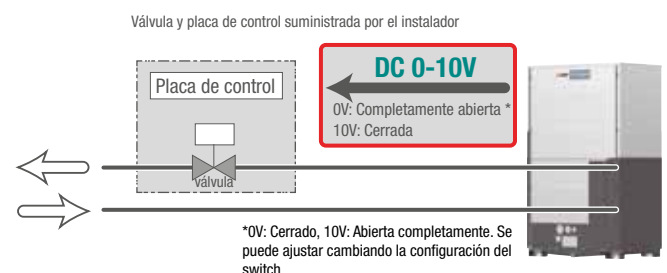 Válvula y placa de control suministrada por el instalador
DC 0-10V
Placa de control
0V: Completamente abierta *
10V: Cerrada
válvula
*0V: Cerrado, 10V: Abierta completamente. Se
puede ajustar cambiando la configuración del
switch